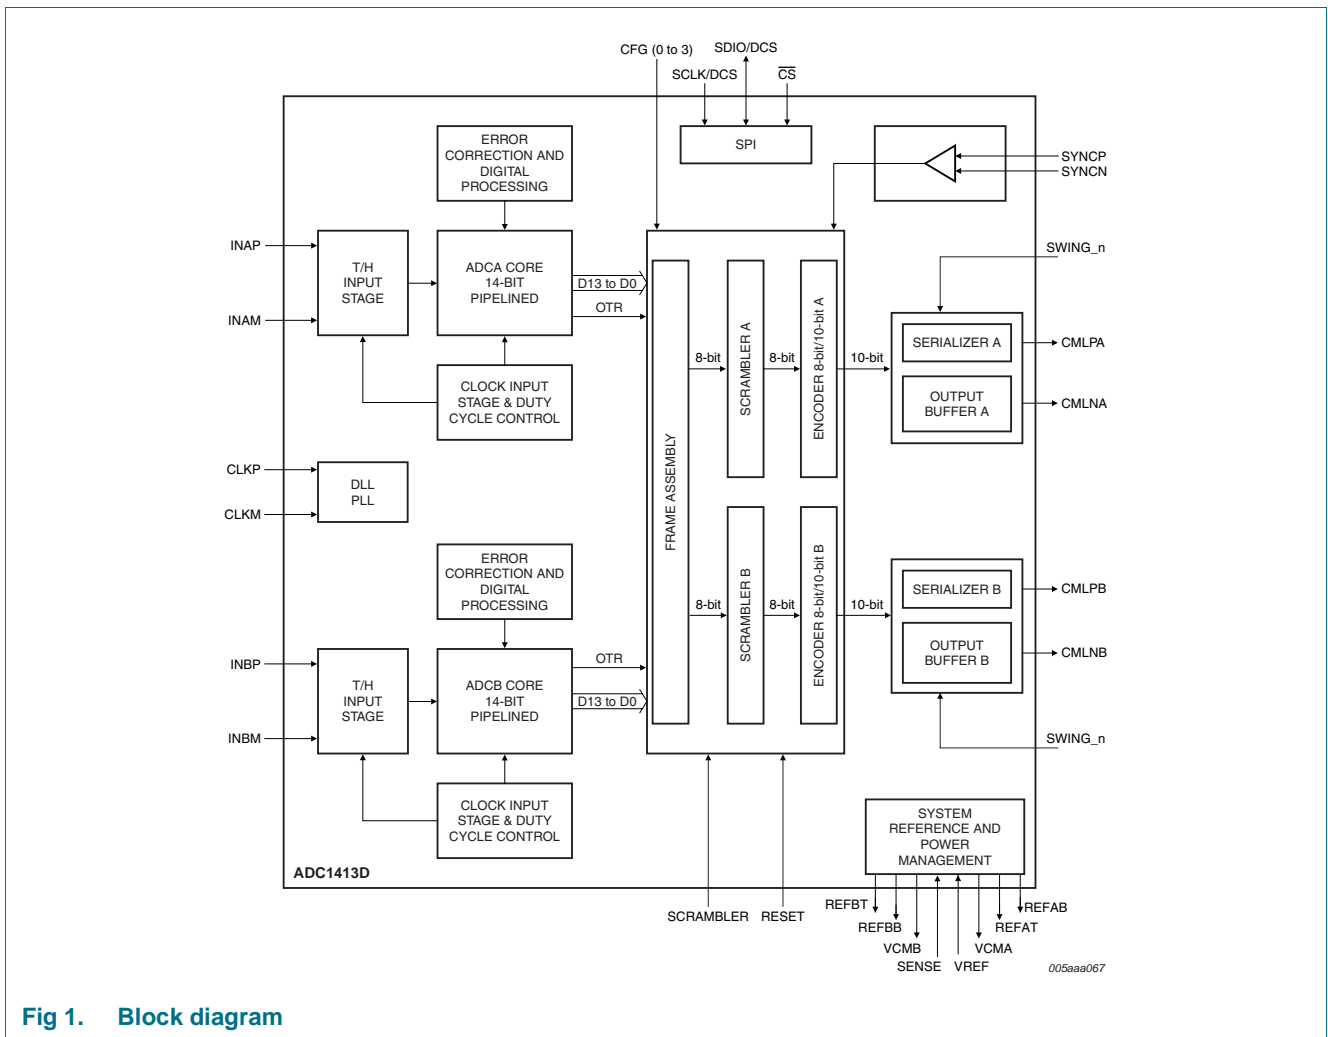 CFG (0 to 3)
SDIO/DCS
SCLK/DCS
CS
ERROR
CORRECTION AND
DIGITAL
PROCESSING
SPI
SYNCP
SYNCN
INAP
INAM
T/H
INPUT
STAGE
ADCA CORE
14-BIT
PIPELINED
D13 to D0
OTR
SWING_n
SERIALIZER A
OUTPUT
BUFFER A
CMLPA
CMLNA
8-bit
SCRAMBLER A
8-bit
ENCODER 8-bit/10-bit A
10-bit
CLOCK INPUT
STAGE & DUTY
CYCLE CONTROL
CLKP
CLKM
DLL
PLL
FRAME ASSEMBLY
ERROR
CORRECTION AND
DIGITAL
PROCESSING
8-bit
SCRAMBLER B
8-bit
ENCODER 8-bit/10-bit B
10-bit
SERIALIZER B
OUTPUT
BUFFER B
CMLPB
CMLNB
INBP
INBM
T/H
INPUT
STAGE
ADCB CORE
14-BIT
PIPELINED
OTR
D13 to D0
SWING_n
CLOCK INPUT
STAGE & DUTY
CYCLE CONTROL
SYSTEM
REFERENCE AND
POWER
MANAGEMENT
ADC1413D
SCRAMBLER
RESET
REFBT
REFBB
VCMB
SENSE
VREF
VCMA
REFAT
REFAB
005aaa067
Fig 1. Block diagram